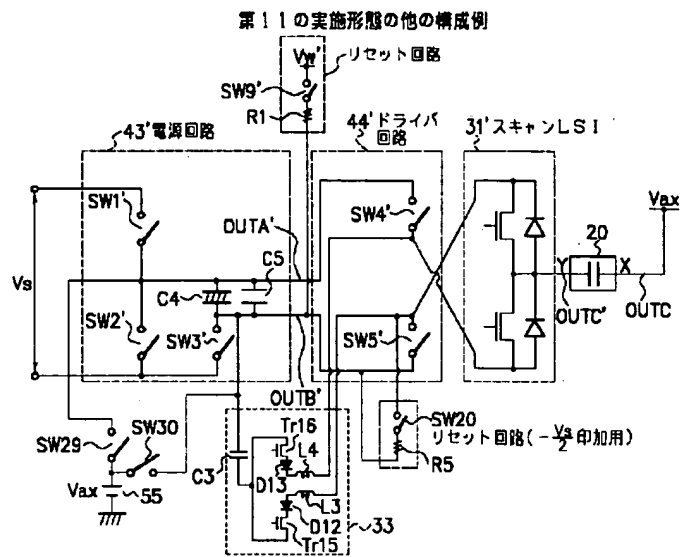 第11の実施形態の他の構成例
Vw'
リセット回路
SW9'
R1
43'電源回路
44'ドライバ
回路
31'スキャンLSI
SW1'
SW4'
Vax
OUTA'
C5
20
Vs
C4
Y
X
OUTC
OUTC'
SW2'
SW3'
SW5'
OUTB'
SW30
SW29
Tr16
L4
SW20
リセット回路(-Vs/2印加用)
C3
D13
R5
Vax
55
L3
D12
33
Tr15